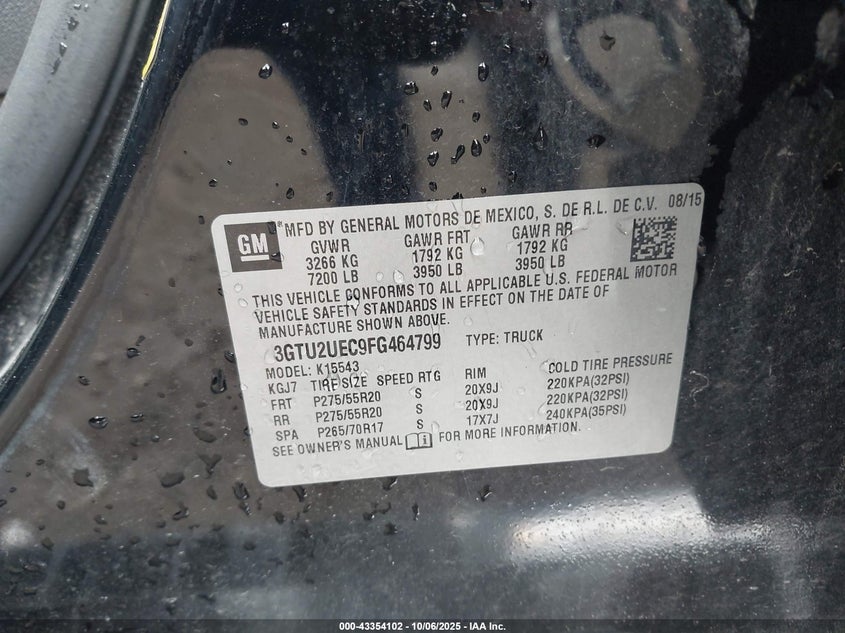 GM
* MFD BY GENERAL MOTORS DE MEXICO, S. DE R.L. DE C.V. 08/15
GVWR GAWR FRT GAWR RR
3266 KG 1792 KG 1792 KG
7200 LB 3950 LB 3950 LB
THIS VEHICLE CONFORMS TO ALL APPLICABLE U.S. FEDERAL MOTOR
VEHICLE SAFETY STANDARDS IN EFFECT ON THE DATE OF
MANUFACTURE SHOWN ABOVE.
3GTU2UEC9FG464799 TYPE: TRUCK
MODEL: K15543
KGJ7 TIRE SIZE SPEED RTG RIM COLD TIRE PRESSURE
FRT P275/55R20 S 20X9J 220KPA(32PSI)
RR P275/55R20 S 20X9J 220KPA(32PSI)
SPA P265/70R17 S 17X7J 240KPA(35PSI)
SEE OWNER'S MANUAL i FOR MORE INFORMATION.
000-43354102 - 10/06/2025 - IAA Inc.